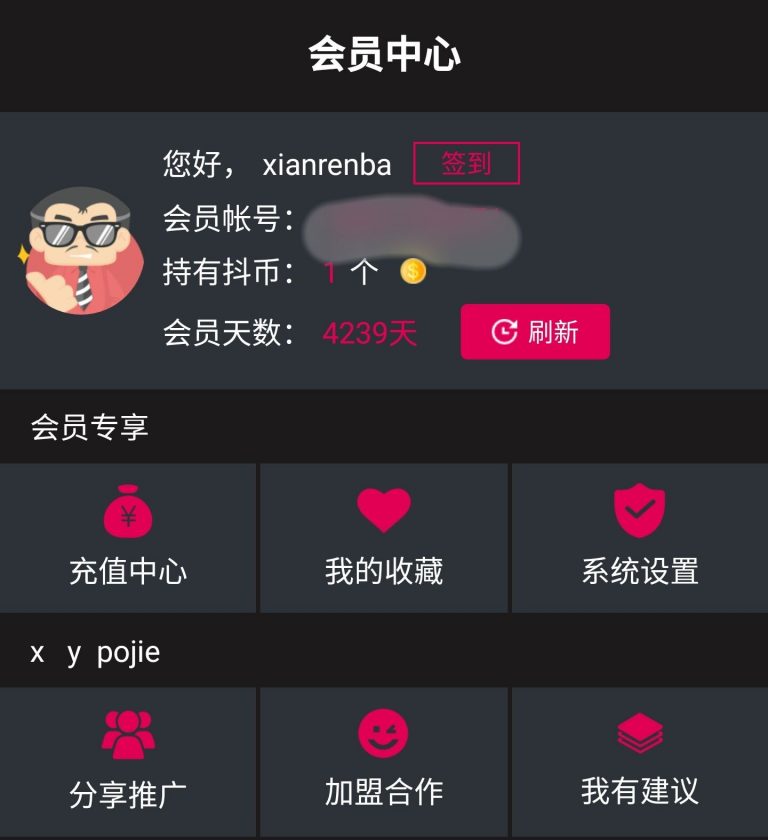 会员中心
您好， xianrenba 签到
会员帐号：
持有抖币： 1 个
会员天数： 4239天 刷新
会员专享
充值中心 我的收藏 系统设置
x y pojie
分享推广 加盟合作 我有建议